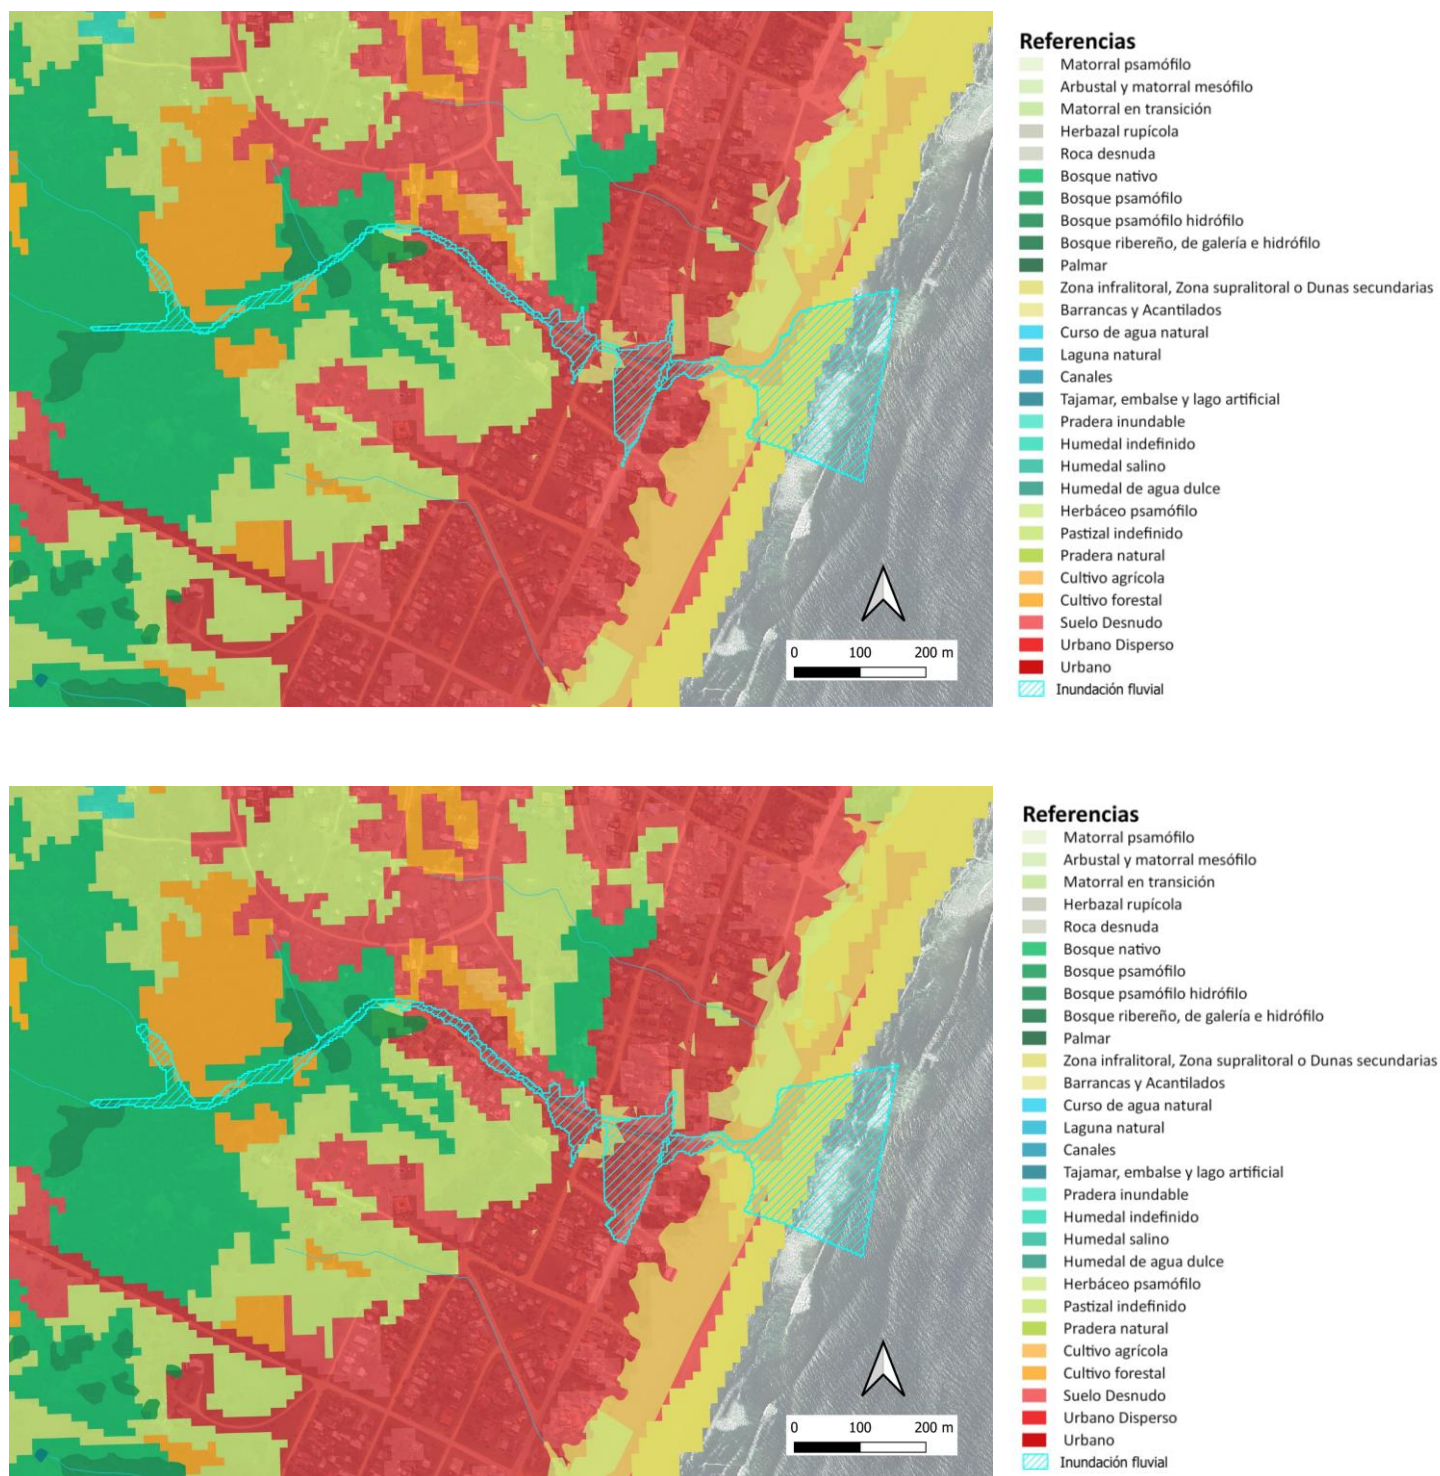 Referencias
Matorral psamófilo
Arbustal y matorral mesófilo
Matorral en transición
Herbazal rupícola
Roca desnuda
Bosque nativo
Bosque psamófilo
Bosque psamófilo hidrófilo
Bosque ribereño, de galería e hidrófilo
Palmar
Zona infralitoral, Zona supralitoral o Dunas secundarias
Barrancas y Acantilados
Curso de agua natural
Laguna natural
Canales
Tajamar, embalse y lago artificial
Pradera inundable
Humedal indefinido
Humedal salino
Humedal de agua dulce
Herbáceo psamófilo
Pastizal indefinido
Pradera natural
Cultivo agrícola
Cultivo forestal
Suelo Desnudo
Urbano Disperso
Urbano
Inundación fluvial
0 100 200 m
Referencias
Matorral psamófilo
Arbustal y matorral mesófilo
Matorral en transición
Herbazal rupícola
Roca desnuda
Bosque nativo
Bosque psamófilo
Bosque psamófilo hidrófilo
Bosque ribereño, de galería e hidrófilo
Palmar
Zona infralitoral, Zona supralitoral o Dunas secundarias
Barrancas y Acantilados
Curso de agua natural
Laguna natural
Canales
Tajamar, embalse y lago artificial
Pradera inundable
Humedal indefinido
Humedal salino
Humedal de agua dulce
Herbáceo psamófilo
Pastizal indefinido
Pradera natural
Cultivo agrícola
Cultivo forestal
Suelo Desnudo
Urbano Disperso
Urbano
Inundación fluvial
0 100 200 m